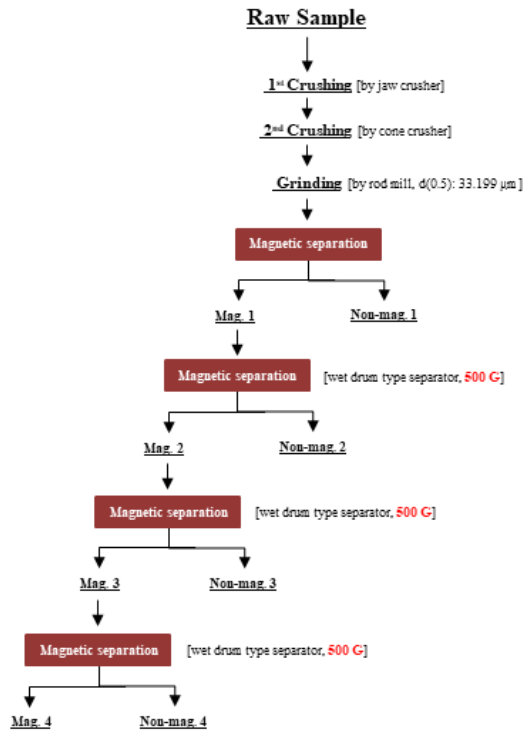 Raw Sample
1st Crushing [by jaw crusher]
2nd Crushing [by cone crusher]
Grinding [by rod mill, d(0.5): 33.199 μm]
Magnetic separation
Mag. 1 Non-mag. 1
Magnetic separation [wet drum type separator, 500 G]
Mag. 2 Non-mag. 2
Magnetic separation [wet drum type separator, 500 G]
Mag. 3 Non-mag. 3
Magnetic separation [wet drum type separator, 500 G]
Mag. 4 Non-mag. 4